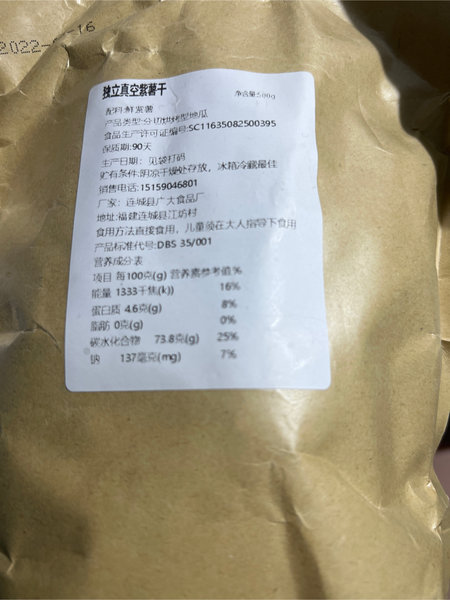 独立真空紫薯干
净含量:500g
配料:鲜紫薯
产品类型:分切烘烤型地瓜
食品生产许可证编号:SC11635082500395
保质期:90天
生产日期: 见袋打码
贮存条件:阴凉干燥处存放，冰箱冷藏最佳
销售电话:15159046801
厂家: 连城县广大食品厂
地址:福建连城县江坊村
食用方法直接食用，儿童须在大人指导下食用
产品标准代号:DBS 35/001
营养成分表
项目 每100克(g) 营养素参考值%
能量 1333千焦(kJ) 16%
蛋白质 4.6克(g) 8%
脂肪 0克(g) 0%
碳水化合物 73.8克(g) 25%
钠 137毫克(mg) 7%